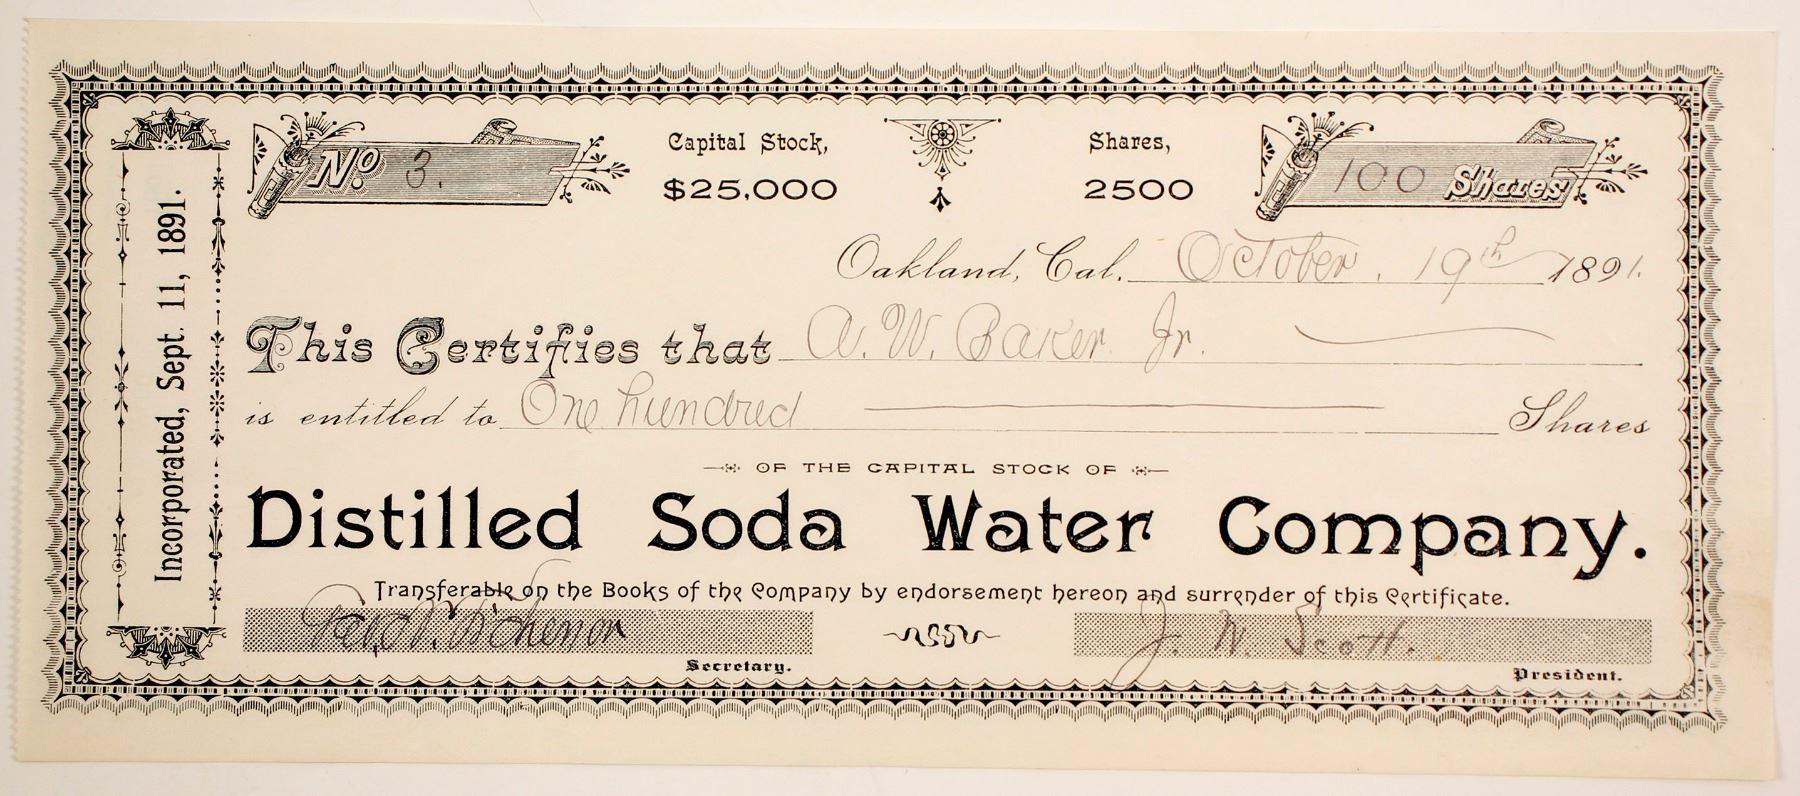 Incorporated, Sept. 11, 1891.
No. 3.
Capital Stock, Shares,
$25,000 2500
100 Shares
Oakland, Cal. October 19th 1891.
This Certifies that A. W. Baker Jr.
is entitled to One hundred Shares
OF THE CAPITAL STOCK OF
Distilled Soda Water Company.
Transferable on the Books of the Company by endorsement hereon and surrender of this Certificate.
J. W. Scott.
Secretary. President.